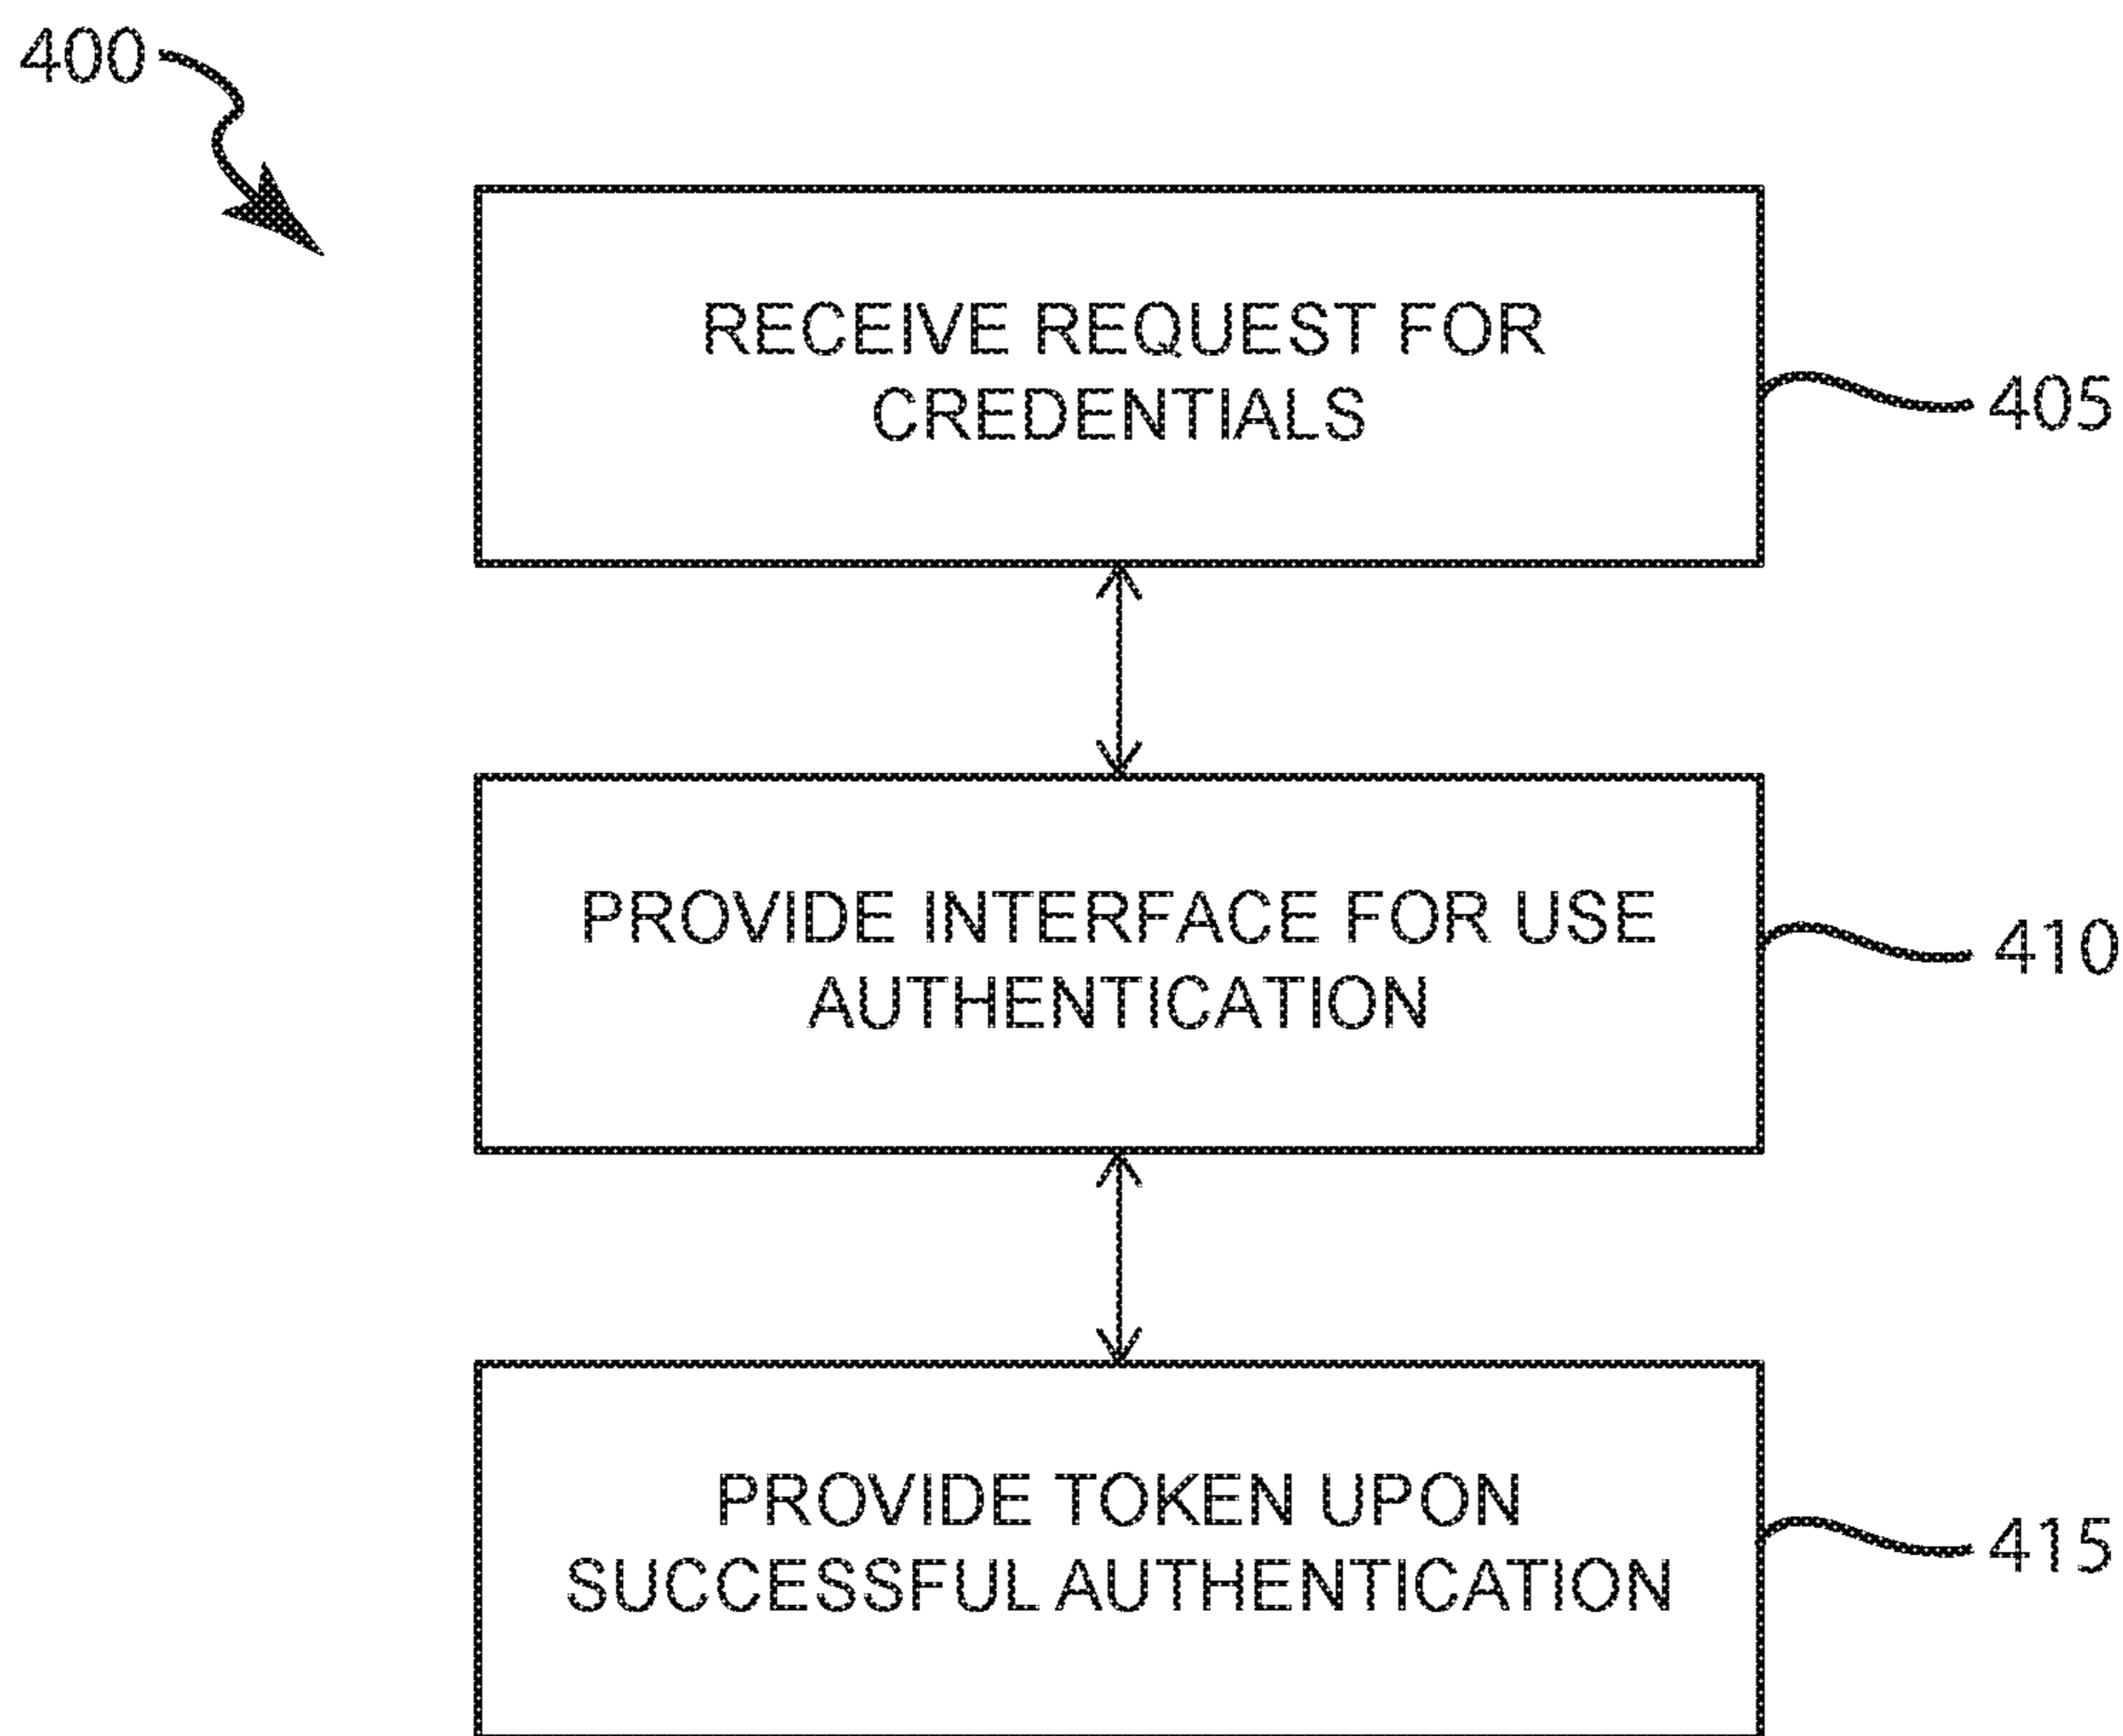 400
RECEIVE REQUEST FOR
CREDENTIALS
405
PROVIDE INTERFACE FOR USE
AUTHENTICATION
410
PROVIDE TOKEN UPON
SUCCESSFUL AUTHENTICATION
415